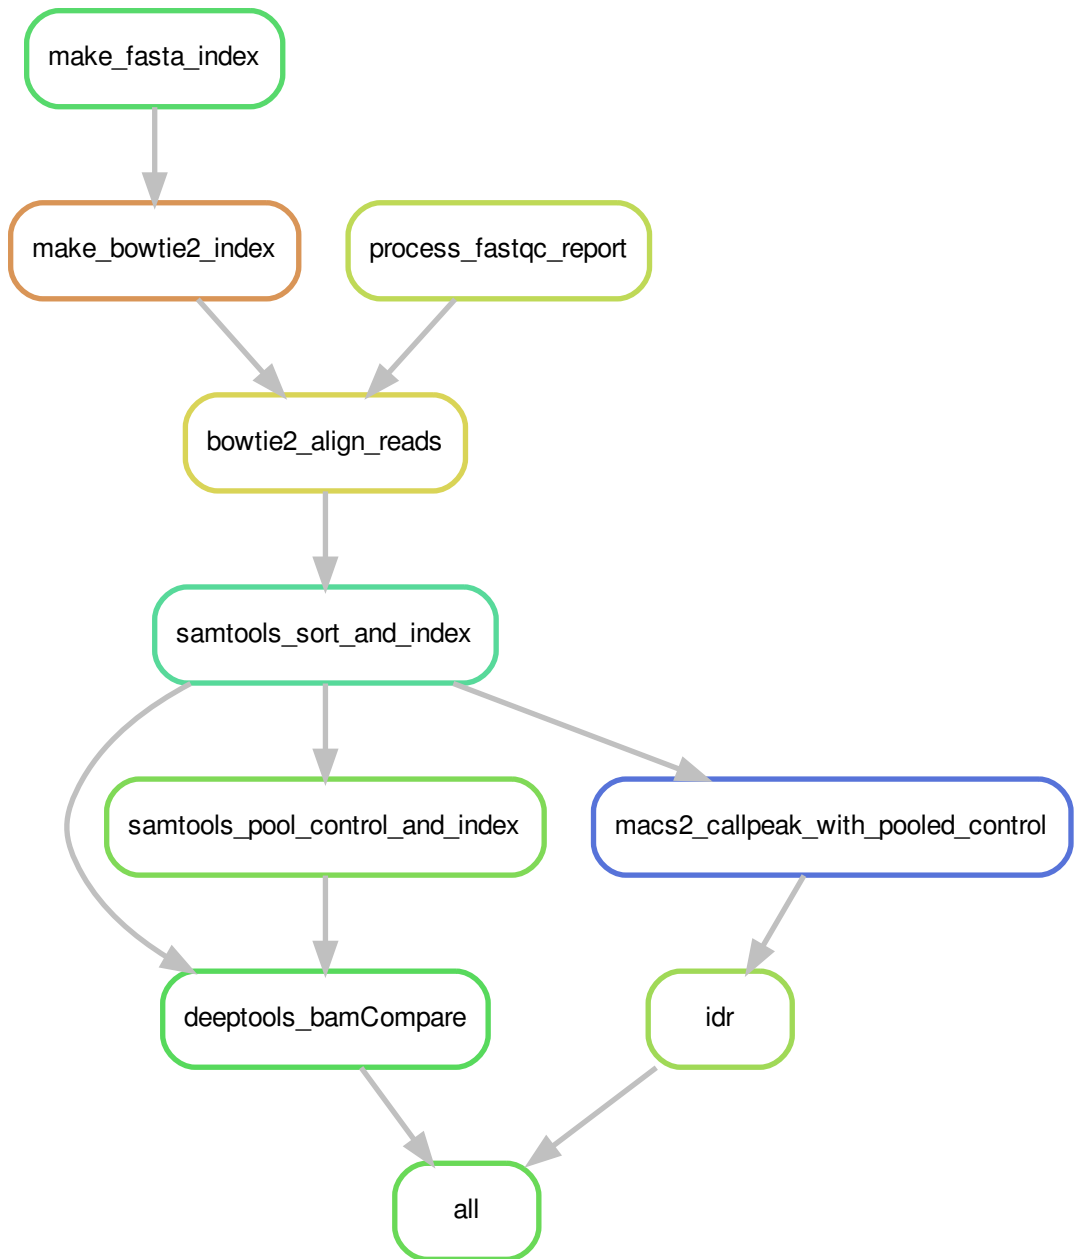 make_fasta_index
make_bowtie2_index
process_fastqc_report
bowtie2_align_reads
samtools_sort_and_index
samtools_pool_control_and_index
macs2_callpeak_with_pooled_control
deeptools_bamCompare
idr
all